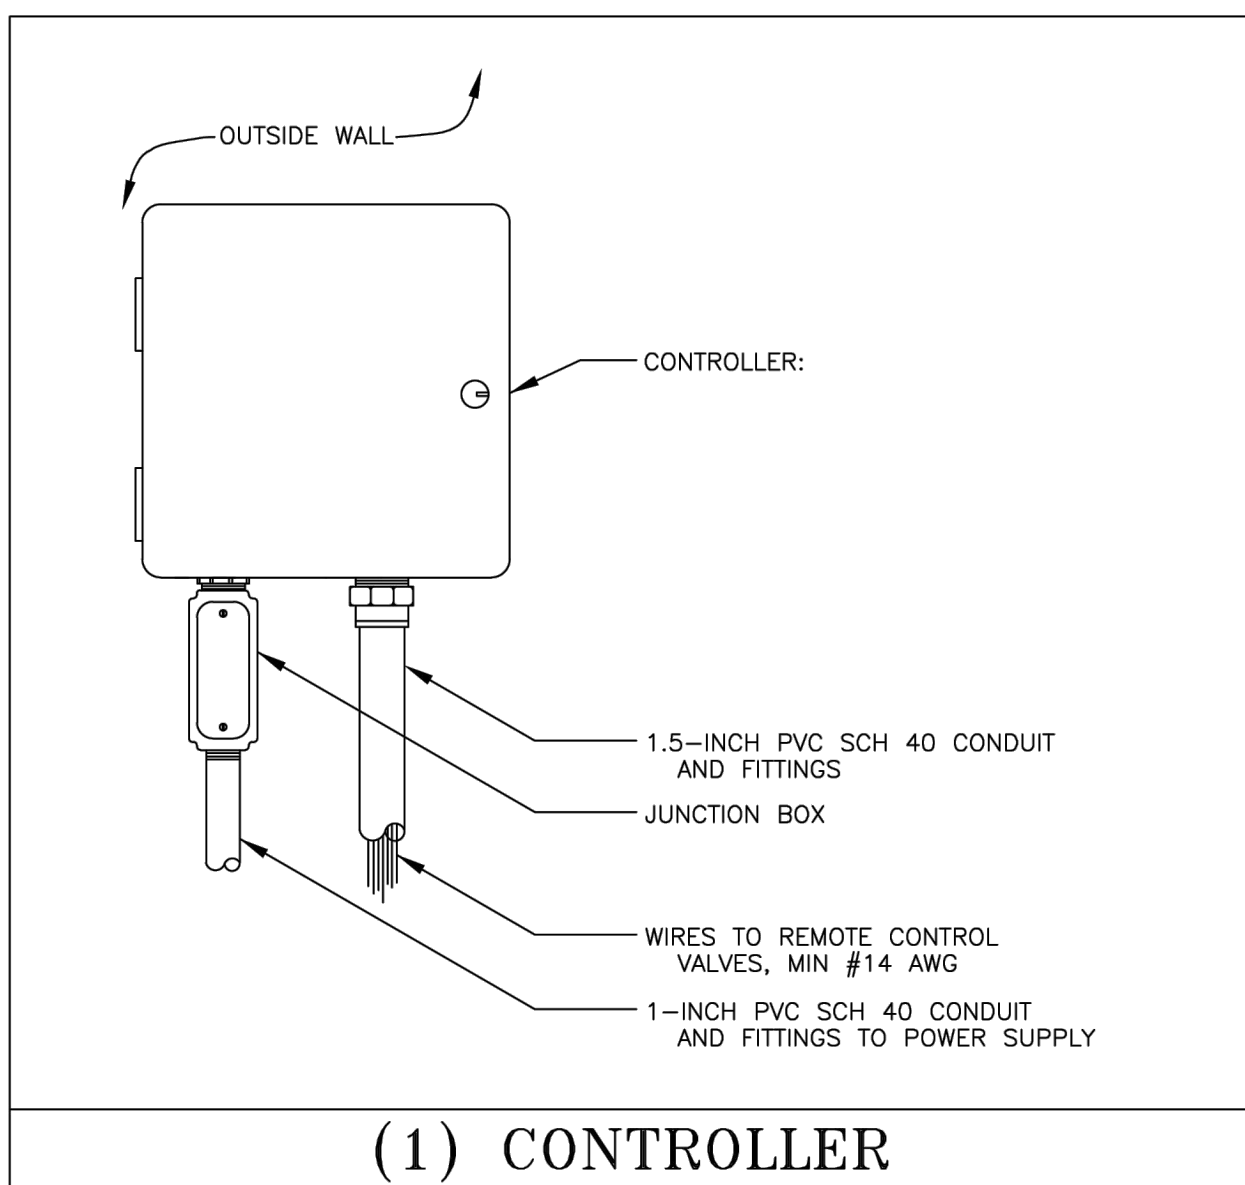 OUTSIDE WALL
CONTROLLER:
1.5-INCH PVC SCH 40 CONDUIT
AND FITTINGS
JUNCTION BOX
WIRES TO REMOTE CONTROL
VALVES, MIN #14 AWG
1-INCH PVC SCH 40 CONDUIT
AND FITTINGS TO POWER SUPPLY
(1) CONTROLLER